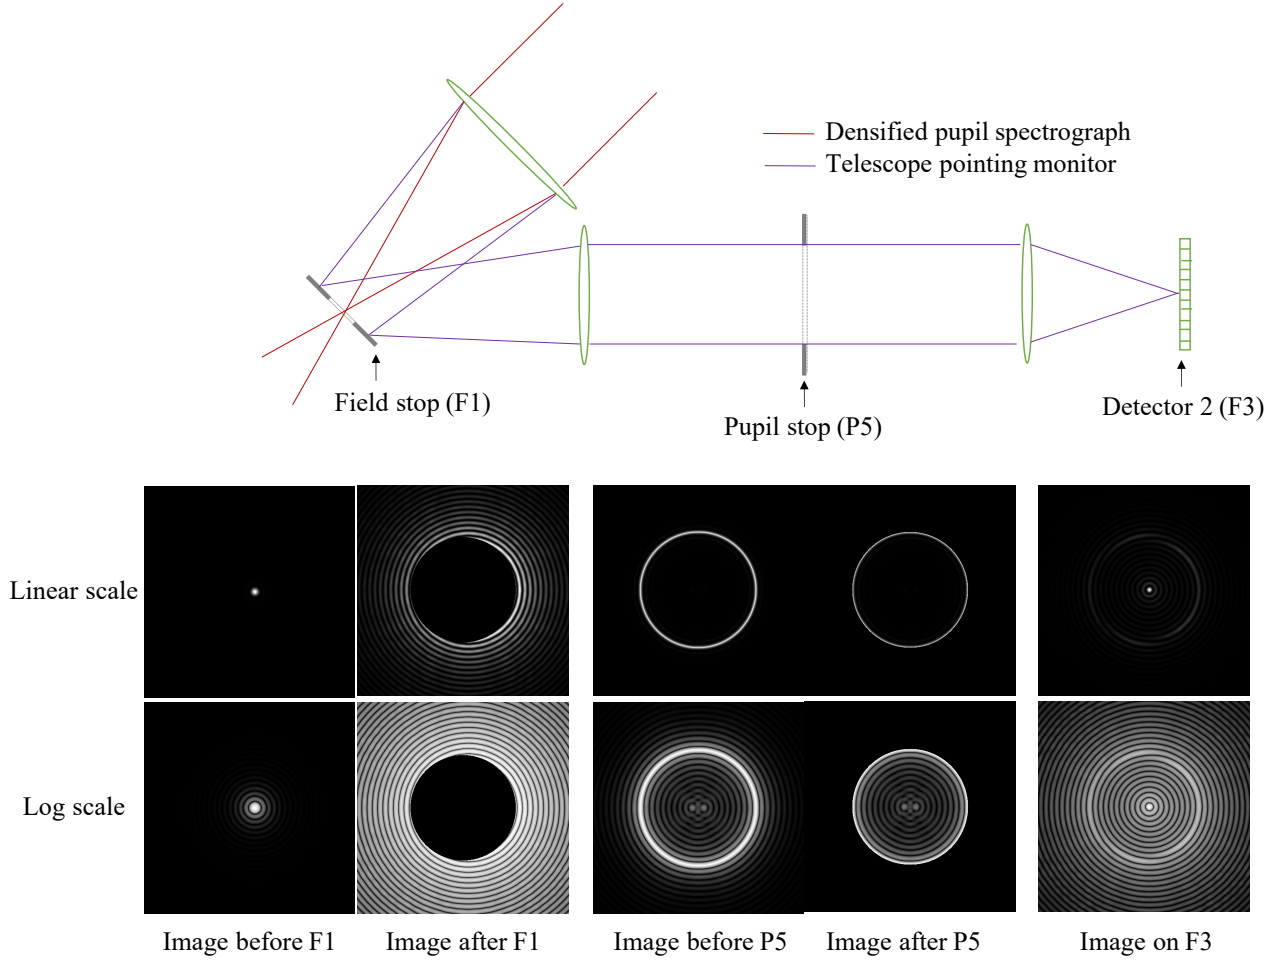 Densified pupil spectrograph
Telescope pointing monitor
Field stop (F1)
Pupil stop (P5)
Detector 2 (F3)
Linear scale
Log scale
Image before F1
Image after F1
Image before P5
Image after P5
Image on F3